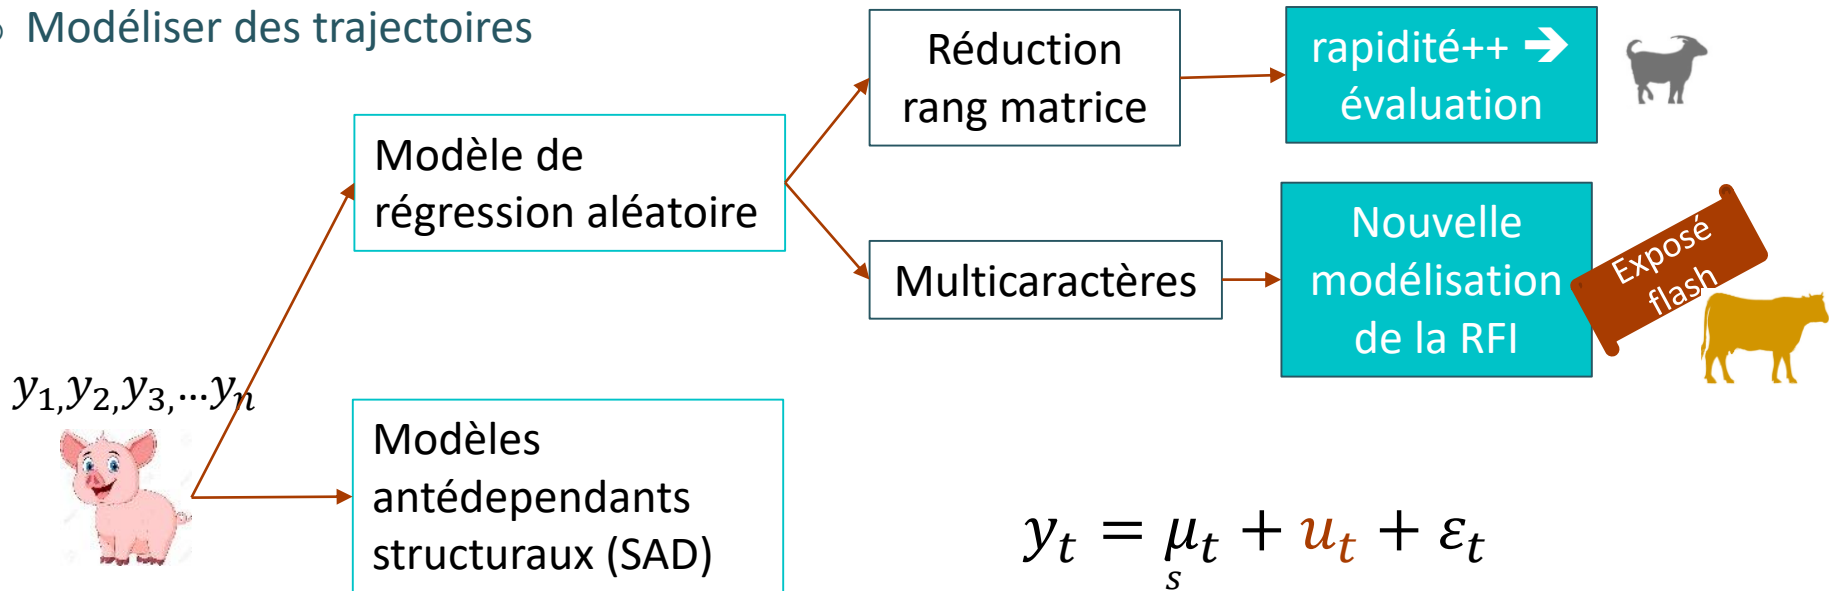 Modéliser des trajectoires
Réduction
rang matrice
rapidité++ ➔
évaluation
Modèle de
régression aléatoire
Multicaractères
Nouvelle
modélisation
de la RFI
Exposé
flash
y₁,y₂,y₃,...yₙ
Modèles
antédependants
structuraux (SAD)
yₜ = μₜ + uₜ + εₜ
s